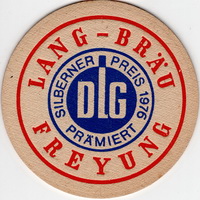 LANG-BRÄU
SILBERNER PREIS 1976
DLG
PRÄMIERT
FREYUNG